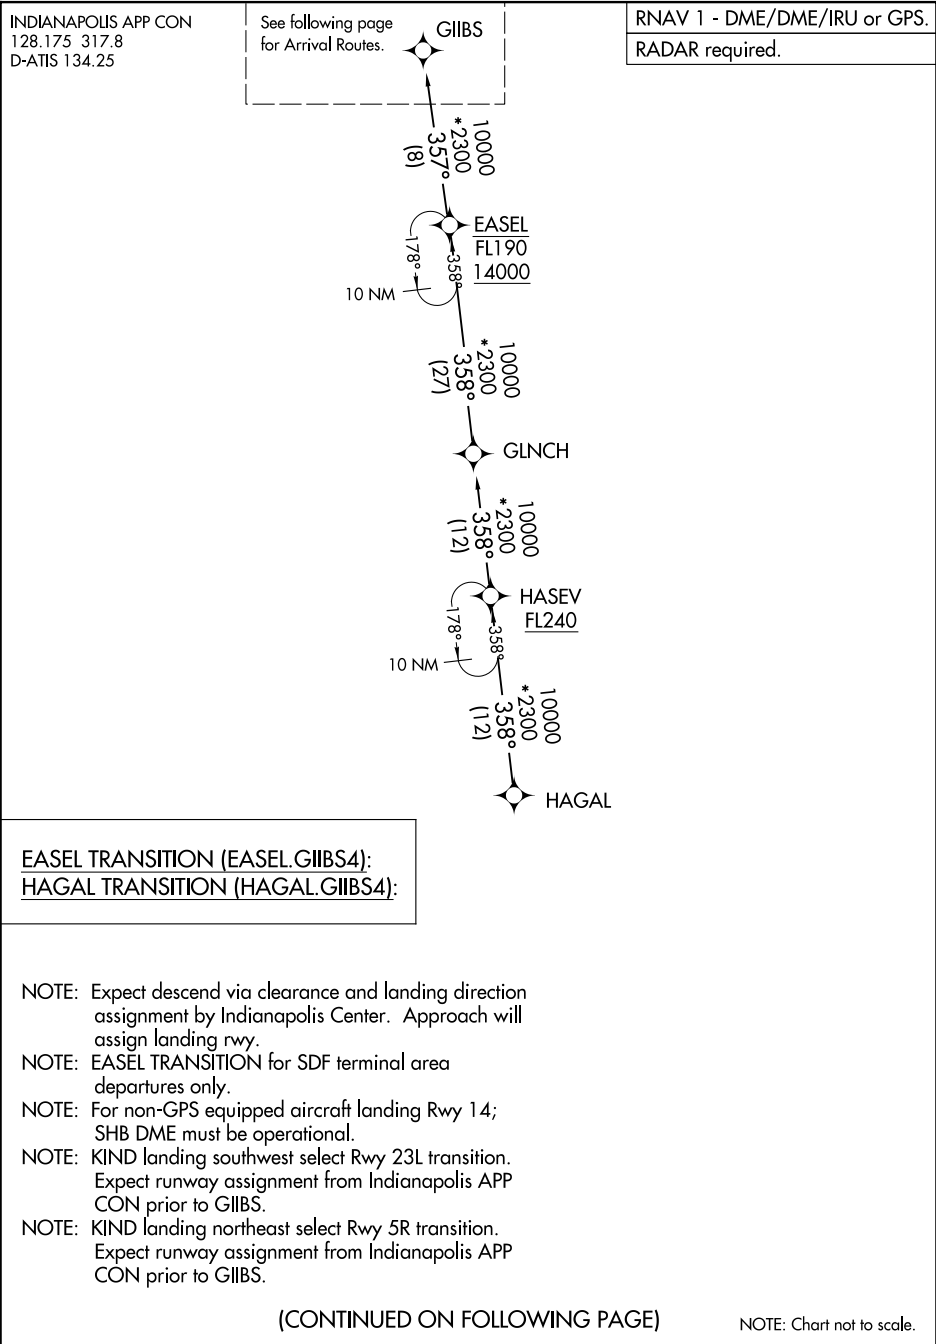 INDIANAPOLIS APP CON
128.175 317.8
D-ATIS 134.25
See following page
for Arrival Routes.
GIIBS
RNAV 1 - DME/DME/IRU or GPS.
RADAR required.
10000
*2300
357°
(8)
EASEL
FL190
14000
178°
358°
10 NM
10000
*2300
358°
(27)
GLNCH
10000
*2300
358°
(12)
HASEV
FL240
178°
358°
10 NM
10000
*2300
358°
(12)
HAGAL
EASEL TRANSITION (EASEL.GIIBS4):
HAGAL TRANSITION (HAGAL.GIIBS4):
NOTE: Expect descend via clearance and landing direction
assignment by Indianapolis Center. Approach will
assign landing rwy.
NOTE: EASEL TRANSITION for SDF terminal area
departures only.
NOTE: For non-GPS equipped aircraft landing Rwy 14;
SHB DME must be operational.
NOTE: KIND landing southwest select Rwy 23L transition.
Expect runway assignment from Indianapolis APP
CON prior to GIIBS.
NOTE: KIND landing northeast select Rwy 5R transition.
Expect runway assignment from Indianapolis APP
CON prior to GIIBS.
(CONTINUED ON FOLLOWING PAGE)
NOTE: Chart not to scale.